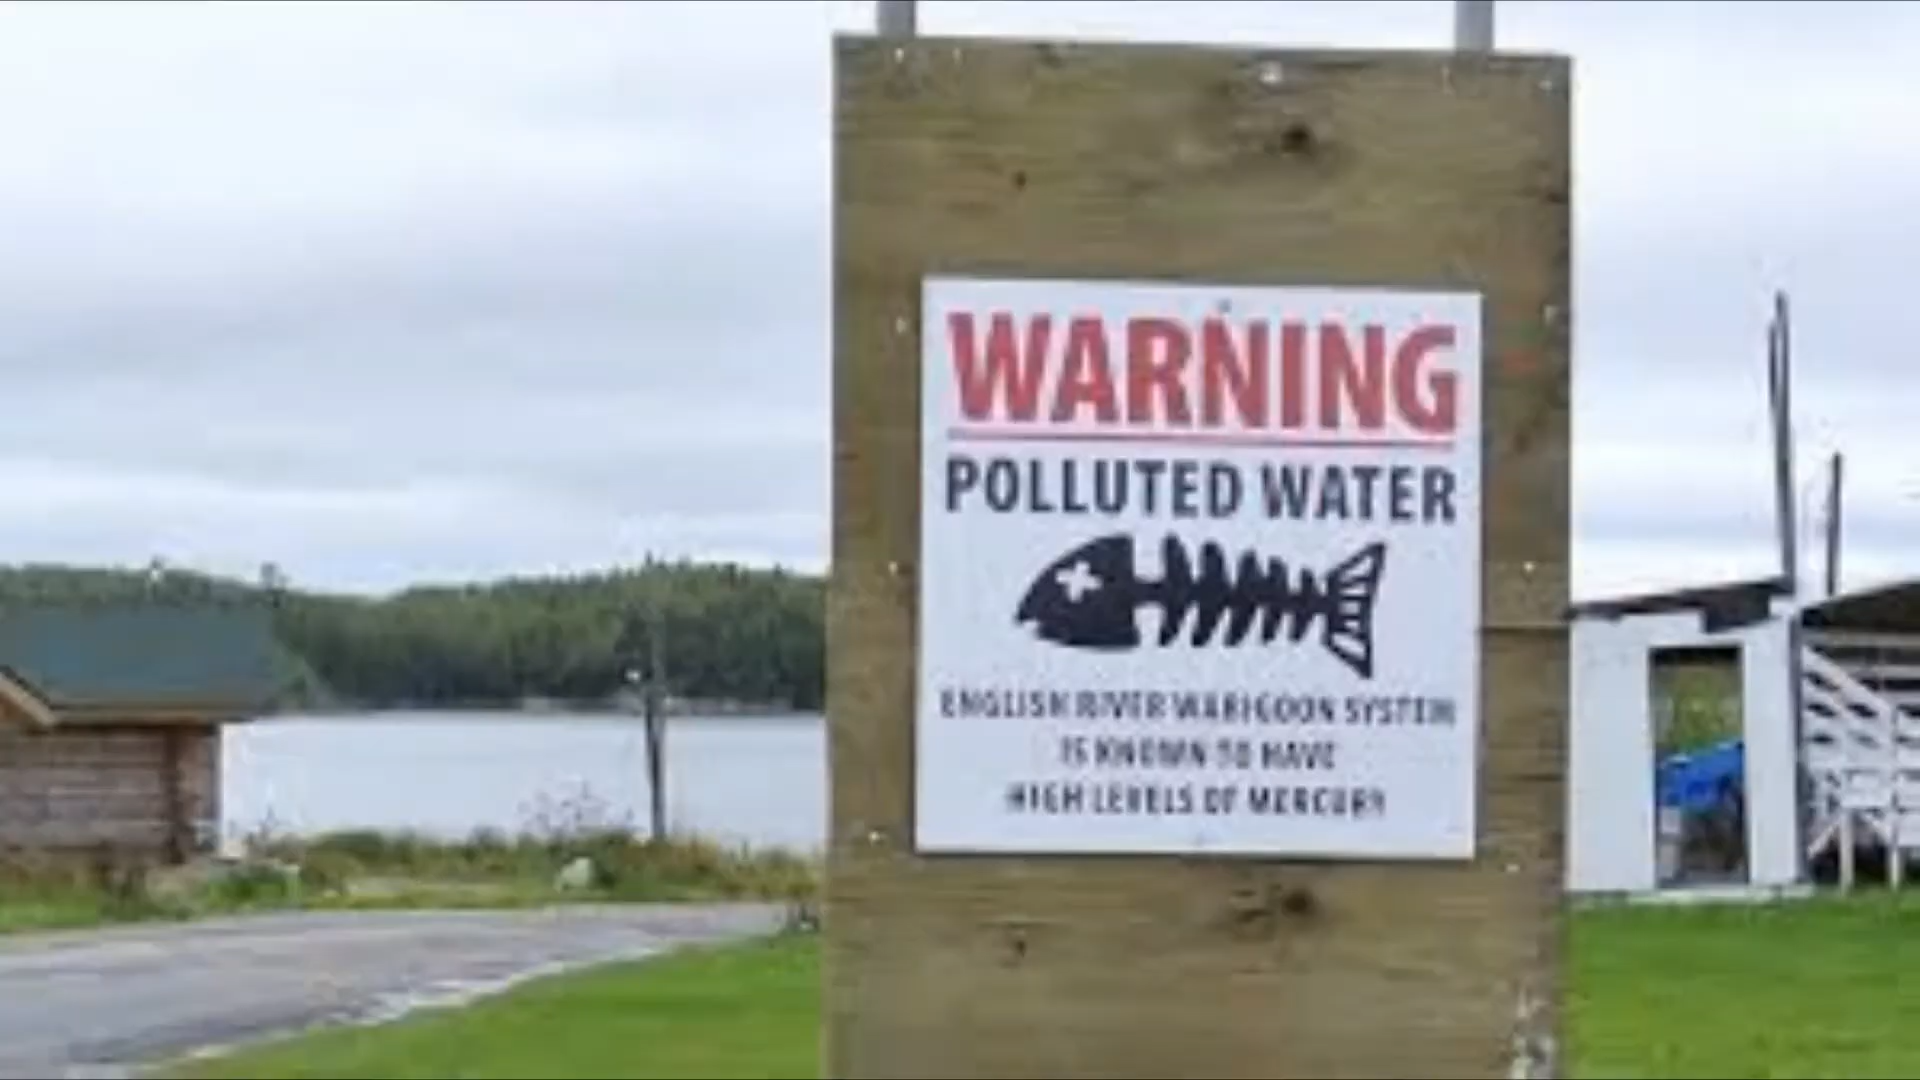 WARNING
POLLUTED WATER
ENGLISH RIVER WABIGOON SYSTEM
IS KNOWN TO HAVE
HIGH LEVELS OF MERCURY